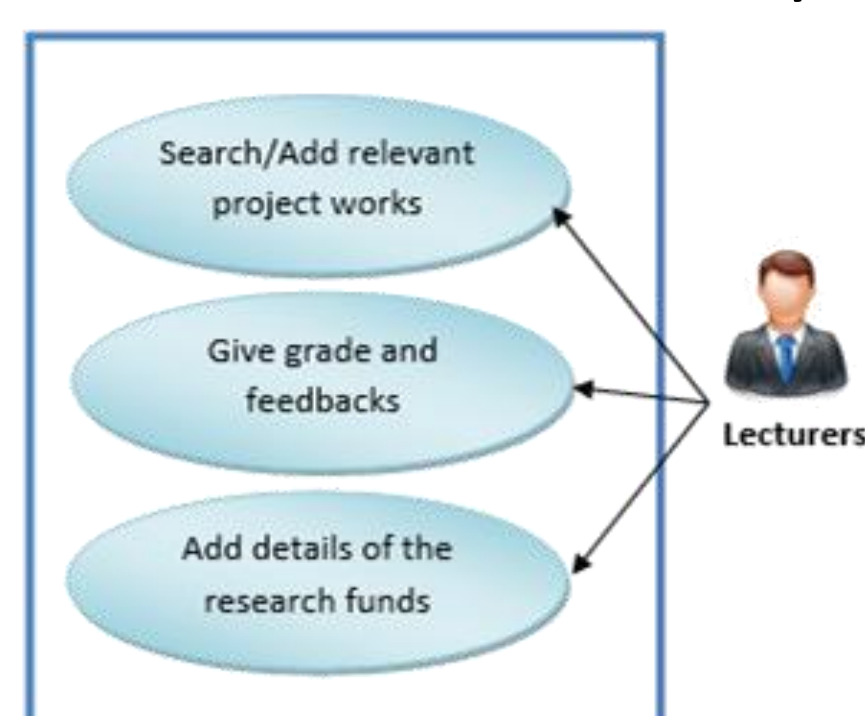 Search/Add relevant
project works
Give grade and
feedbacks
Lecturers
Add details of the
research funds